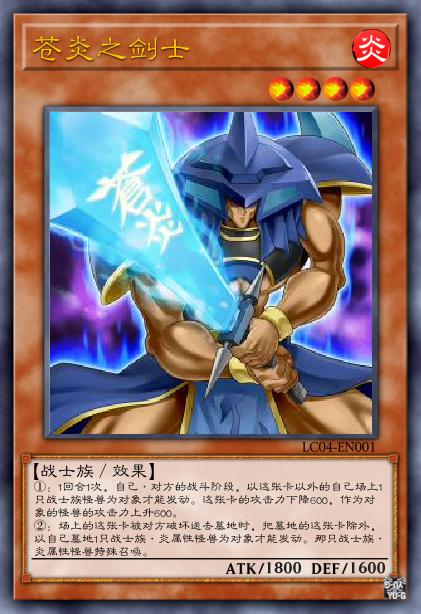 苍炎之剑士
炎
苍炎
LC04-EN001
【战士族／效果】
①：1回合1次，自己·对方的战斗阶段，以这张卡以外的自己场上1
只战士族怪兽为对象才能发动。这张卡的攻击力下降600，作为对
象的怪兽的攻击力上升600。
②：场上的这张卡被对方破坏送去墓地时，把墓地的这张卡除外，
以自己墓地1只战士族·炎属性怪兽为对象才能发动。那只战士族·
炎属性怪兽特殊召唤。
ATK/1800 DEF/1600